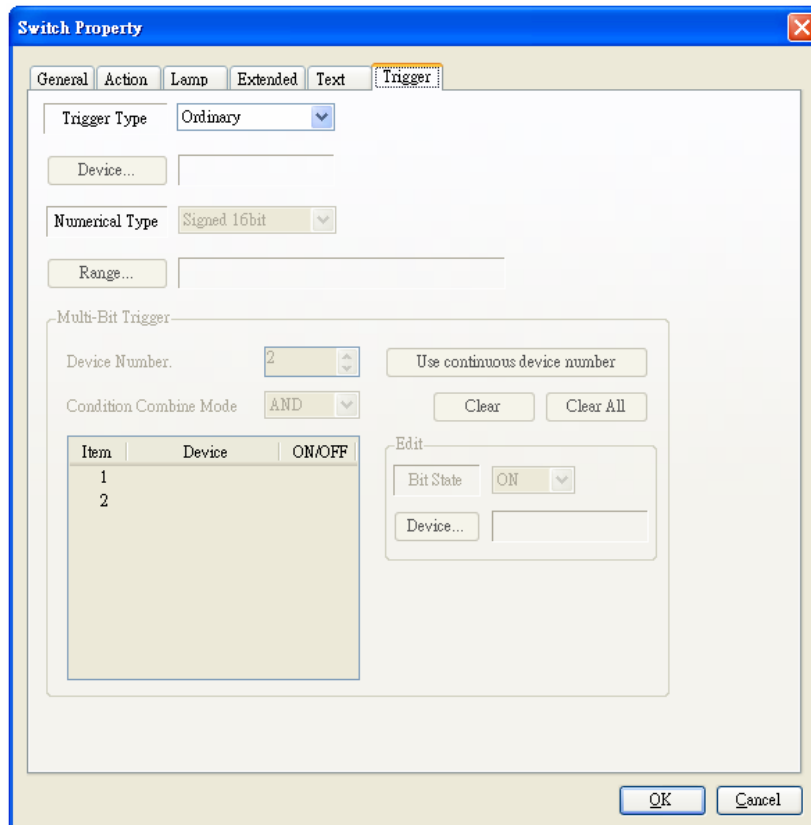 Switch Property
General Action Lamp Extended Text Trigger
Trigger Type Ordinary
Device...
Numerical Type Signed 16bit
Range...
Multi-Bit Trigger
Device Number. 2 Use continuous device number
Condition Combine Mode AND Clear Clear All
Item Device ON/OFF
1
2
Edit
Bit State ON
Device...
OK Cancel